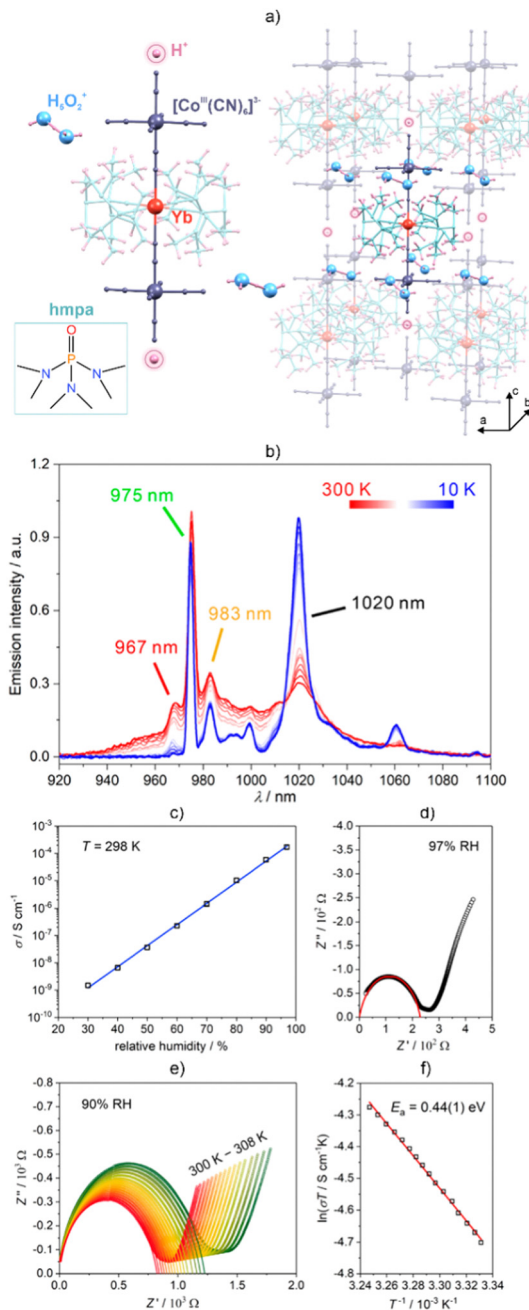 a)
H⁺
H₅O₂⁺
[Coᴵᴵᴵ(CN)₆]³⁻
Yb
hmpa
O
P
N N
N
c
b
a
b)
1.2
0.9
0.6
0.3
0.0
Emission intensity / a.u.
975 nm
300 K 10 K
983 nm
1020 nm
967 nm
920 940 960 980 1000 1020 1040 1060 1080 1100
λ / nm
c)
10⁻³
10⁻⁴
10⁻⁵
10⁻⁶
10⁻⁷
10⁻⁸
10⁻⁹
10⁻¹⁰
σ / S cm⁻¹
T = 298 K
20 30 40 50 60 70 80 90 100
relative humidity / %
d)
-4.0
-3.5
-3.0
-2.5
-2.0
-1.5
-1.0
-0.5
0.0
Z'' / 10² Ω
97% RH
0 1 2 3 4 5
Z' / 10² Ω
e)
-0.8
-0.7
-0.6
-0.5
-0.4
-0.3
-0.2
-0.1
0.0
Z'' / 10³ Ω
90% RH
300 K – 308 K
0.0 0.5 1.0 1.5 2.0
Z' / 10³ Ω
f)
-4.2
-4.3
-4.4
-4.5
-4.6
-4.7
-4.8
ln(σT / S cm⁻¹K)
Eₐ = 0.44(1) eV
3.24 3.26 3.28 3.30 3.32 3.34
T⁻¹ / 10⁻³ K⁻¹